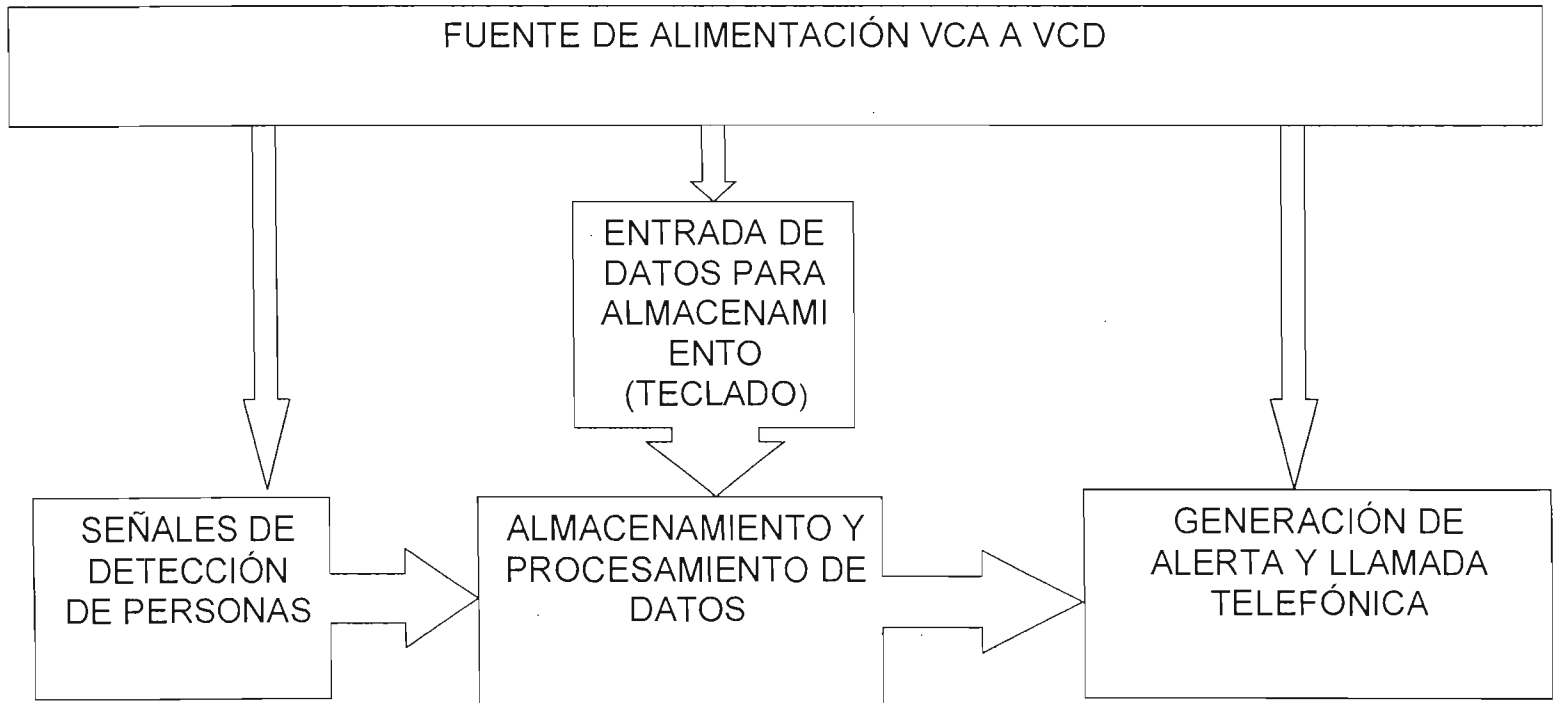 FUENTE DE ALIMENTACIÓN VCA A VCD
ENTRADA DE
DATOS PARA
ALMACENAMI
ENTO
(TECLADO)
SEÑALES DE
DETECCIÓN
DE PERSONAS
ALMACENAMIENTO Y
PROCESAMIENTO DE
DATOS
GENERACIÓN DE
ALERTA Y LLAMADA
TELEFÓNICA